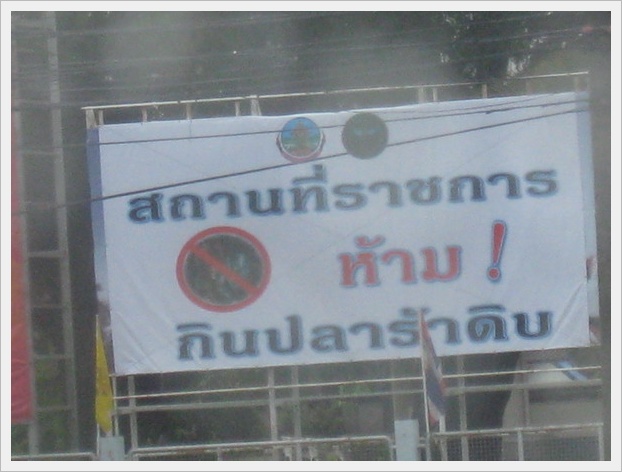 สถานที่ราชการ
ห้าม !
กินปลาร้าดิบ